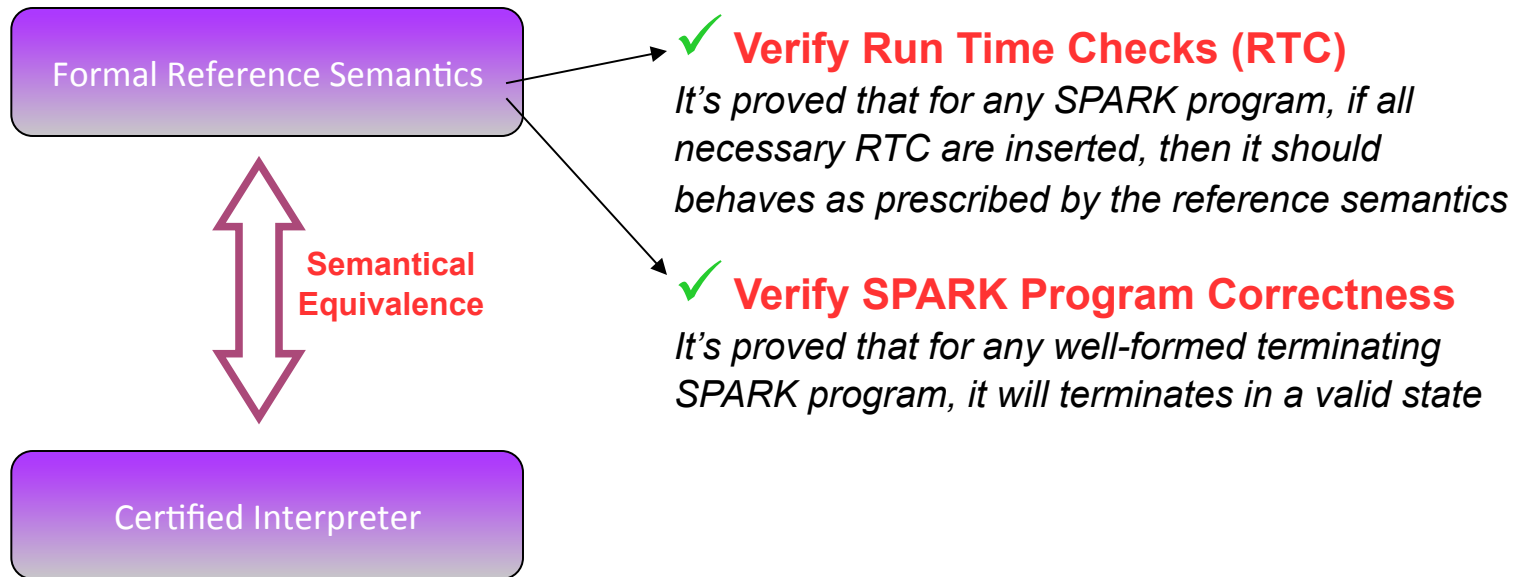 Formal Reference Semantics
✓ Verify Run Time Checks (RTC)
It’s proved that for any SPARK program, if all
necessary RTC are inserted, then it should
behaves as prescribed by the reference semantics
Semantical
Equivalence
✓ Verify SPARK Program Correctness
It’s proved that for any well-formed terminating
SPARK program, it will terminates in a valid state
Certified Interpreter